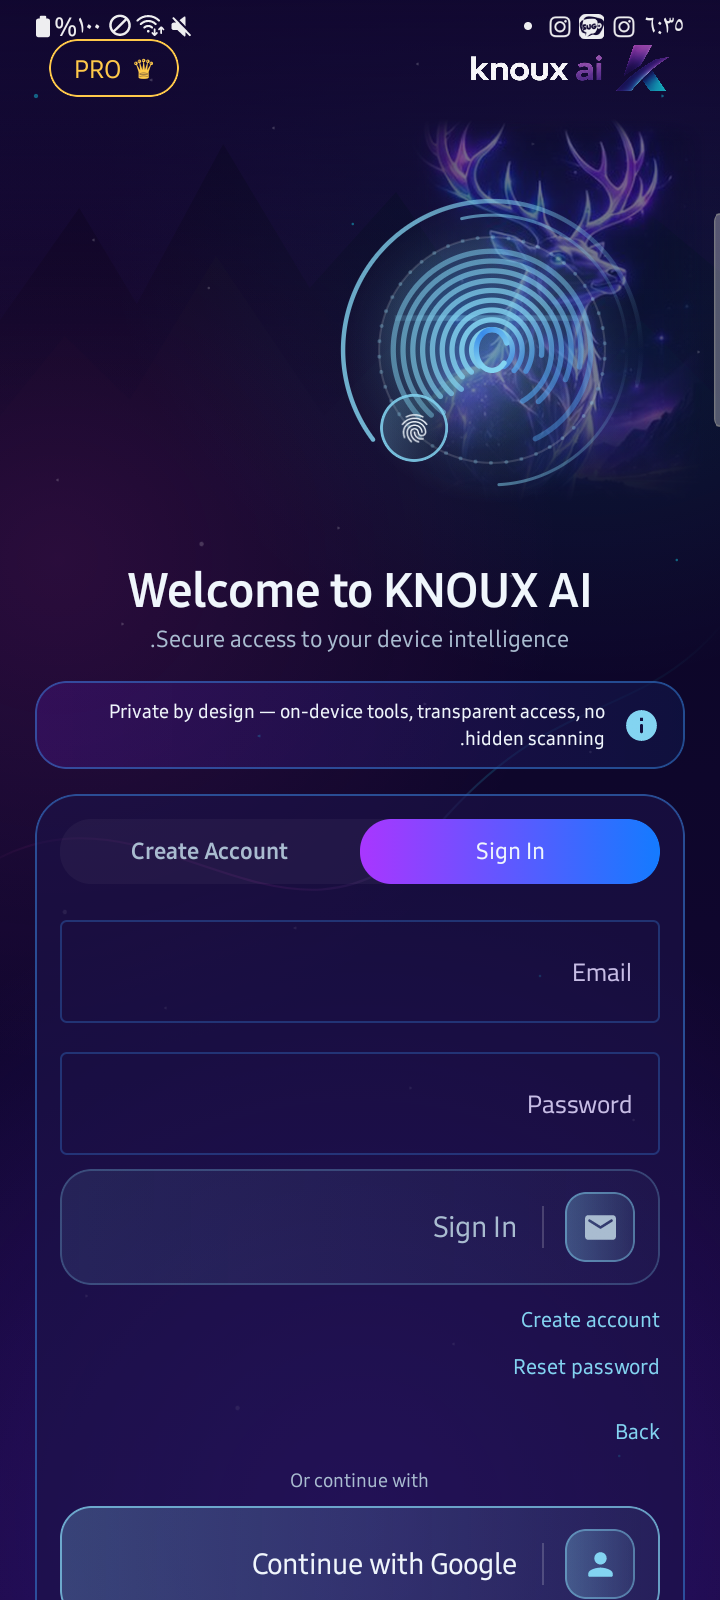 ٦:٣٥
%١٠٠
knoux ai
PRO
Welcome to KNOUX AI
.Secure access to your device intelligence
Private by design — on-device tools, transparent access, no
.hidden scanning
Sign In
Create Account
Email
Password
Sign In
Create account
Reset password
Back
Or continue with
Continue with Google